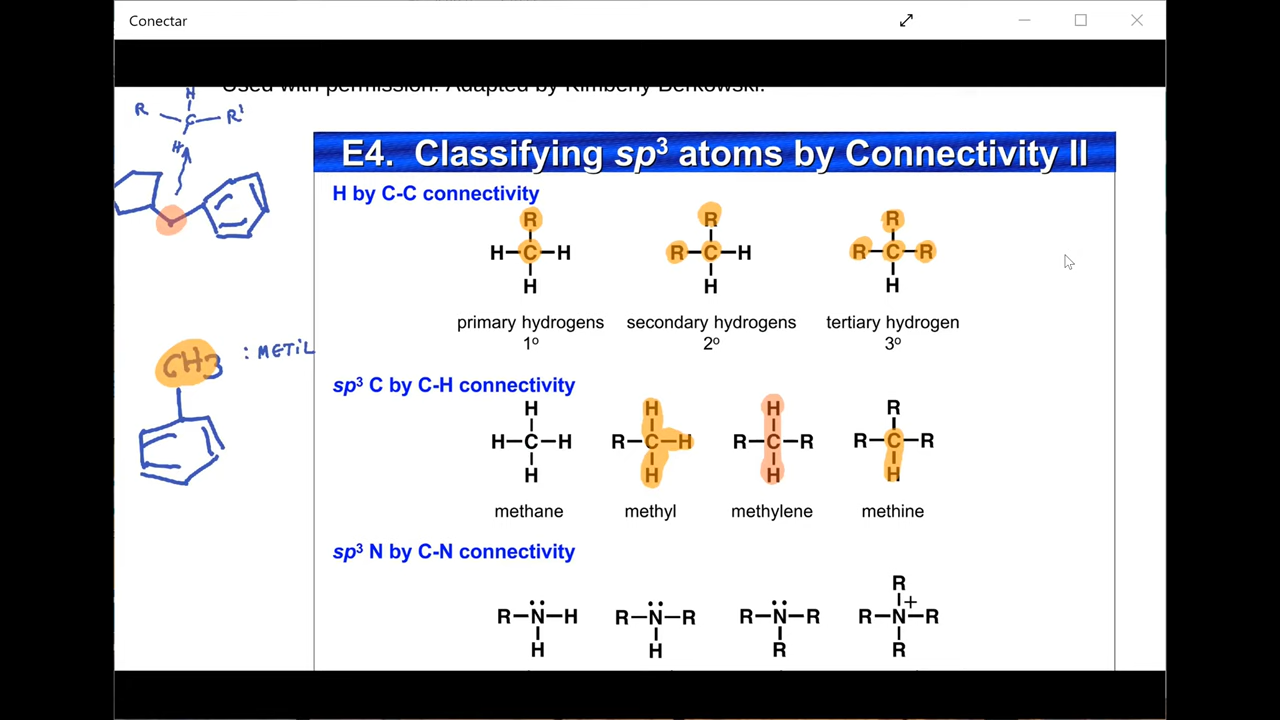 Conectar
Used with permission. Adapted by Kimberly Berkowski.
H
R C R'
H
E4. Classifying sp³ atoms by Connectivity II
H by C-C connectivity
R R R
H–C–H R–C–H R–C–R
H H H
primary hydrogens secondary hydrogens tertiary hydrogen
1º 2º 3º
CH3 : METIL
sp³ C by C-H connectivity
H H H R
H–C–H R–C–H R–C–R R–C–R
H H H H
methane methyl methylene methine
sp³ N by C-N connectivity
R
R–N–H R–N–R R–N–R R–N–R
+
H H R R